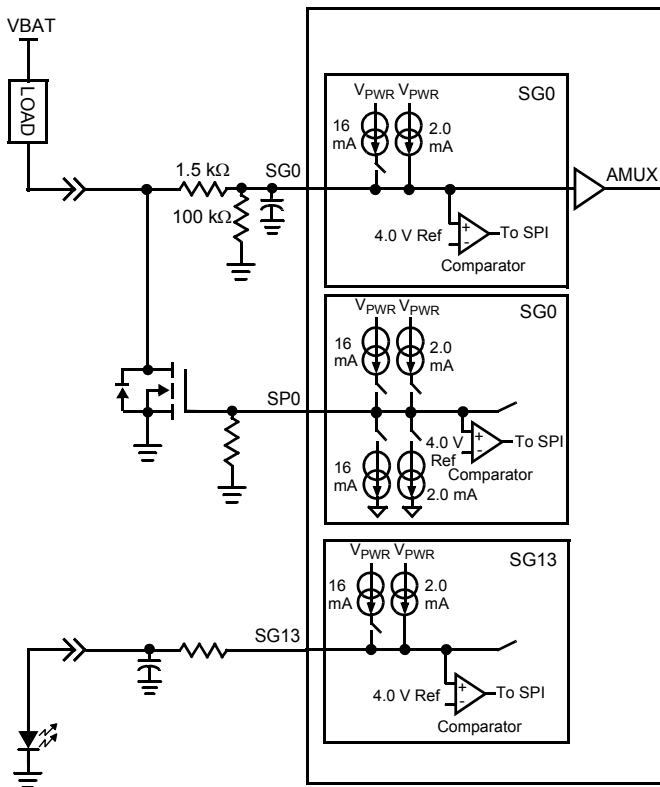 VBAT
LOAD
1.5 kΩ
100 kΩ
SG0
VPWR VPWR
SG0
16 mA
2.0 mA
4.0 V Ref
+
-
To SPI
Comparator
AMUX
SP0
VPWR VPWR
SG0
16 mA
2.0 mA
4.0 V Ref
+
-
To SPI
Comparator
16 mA
2.0 mA
SG13
VPWR VPWR
SG13
16 mA
2.0 mA
4.0 V Ref
+
-
To SPI
Comparator